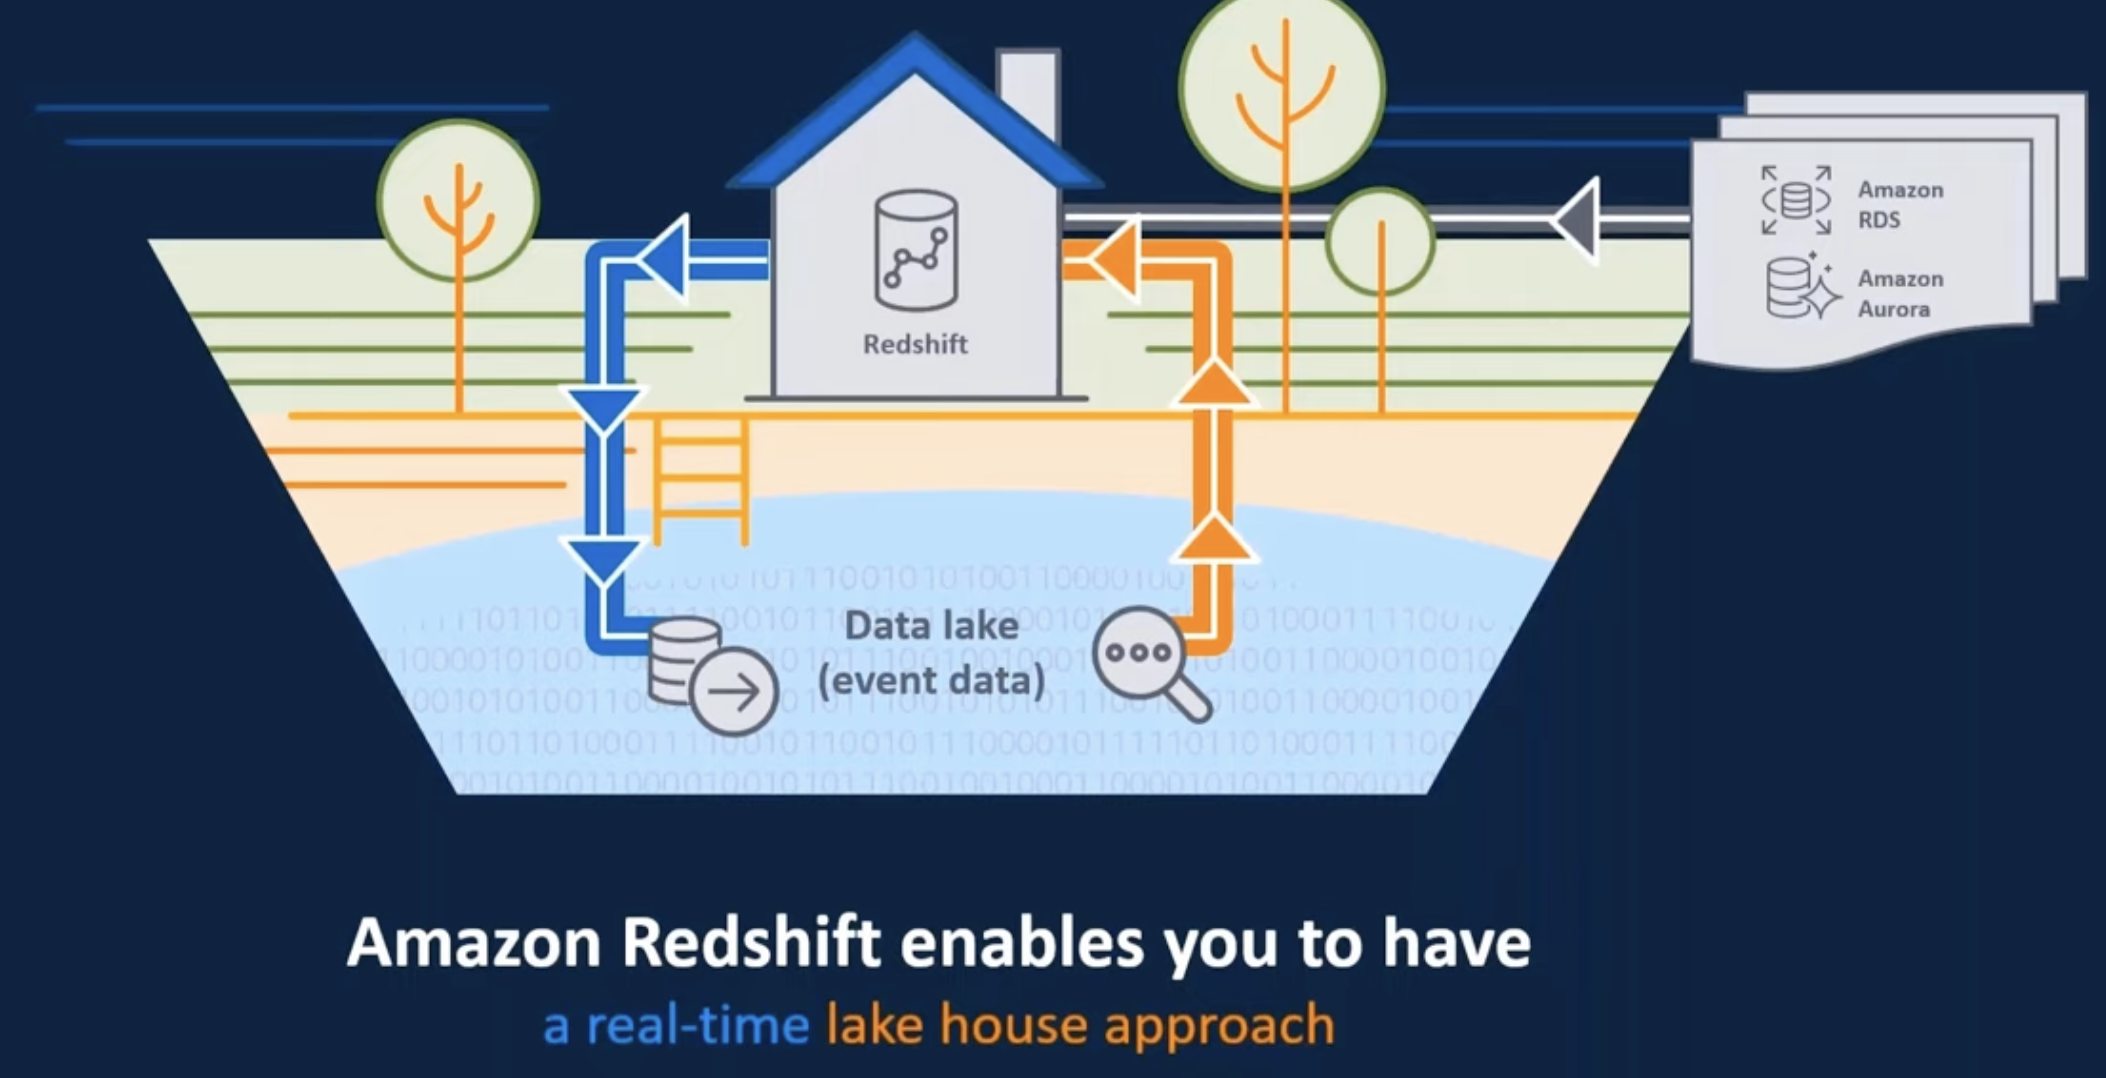 Amazon
RDS
Amazon
Aurora
Redshift
Data lake
(event data)
Amazon Redshift enables you to have
a real-time lake house approach